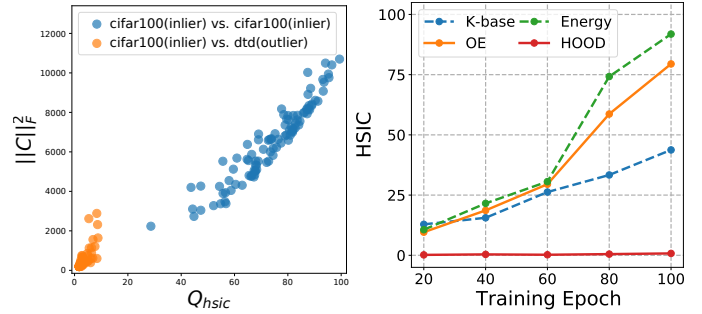 cifar100(inlier) vs. cifar100(inlier)
cifar100(inlier) vs. dtd(outlier)
||C||²_F
12000
10000
8000
6000
4000
2000
0
0 20 40 60 80 100
Q_hsic
K-base Energy
OE HOOD
HSIC
100
75
50
25
0
20 40 60 80 100
Training Epoch